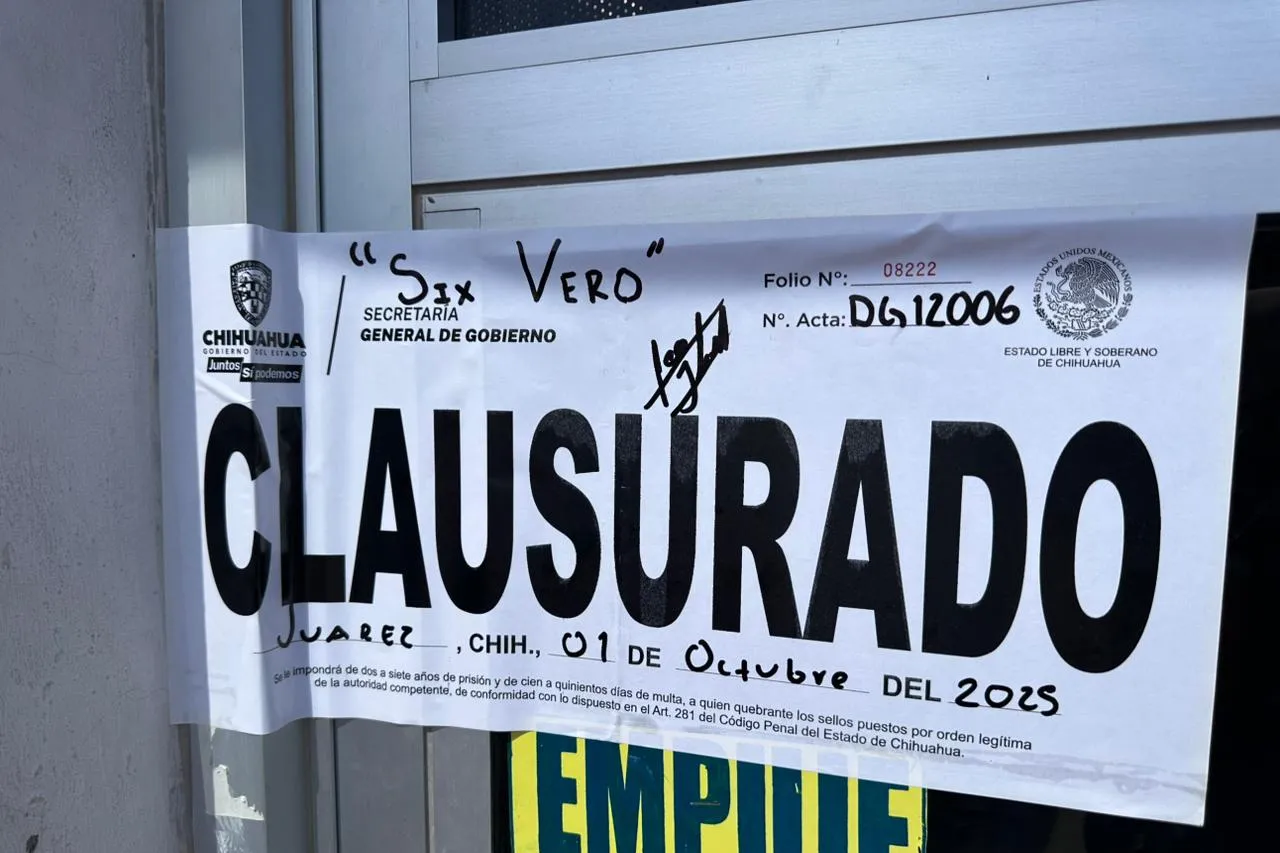 "Six Vero"
CHIHUAHUA
GOBIERNO DEL ESTADO
Juntos Sí podemos
SECRETARÍA
GENERAL DE GOBIERNO
Folio N°: 08222
N°. Acta: DG12006
ESTADOS UNIDOS MEXICANOS
ESTADO LIBRE Y SOBERANO
DE CHIHUAHUA
CLAUSURADO
JUAREZ, CHIH., 01 DE Octubre DEL 2025
Se le impondrá de dos a siete años de prisión y de cien a quinientos días de multa, a quien quebrante los sellos puestos por orden legítima
de la autoridad competente, de conformidad con lo dispuesto en el Art. 281 del Código Penal del Estado de Chihuahua.